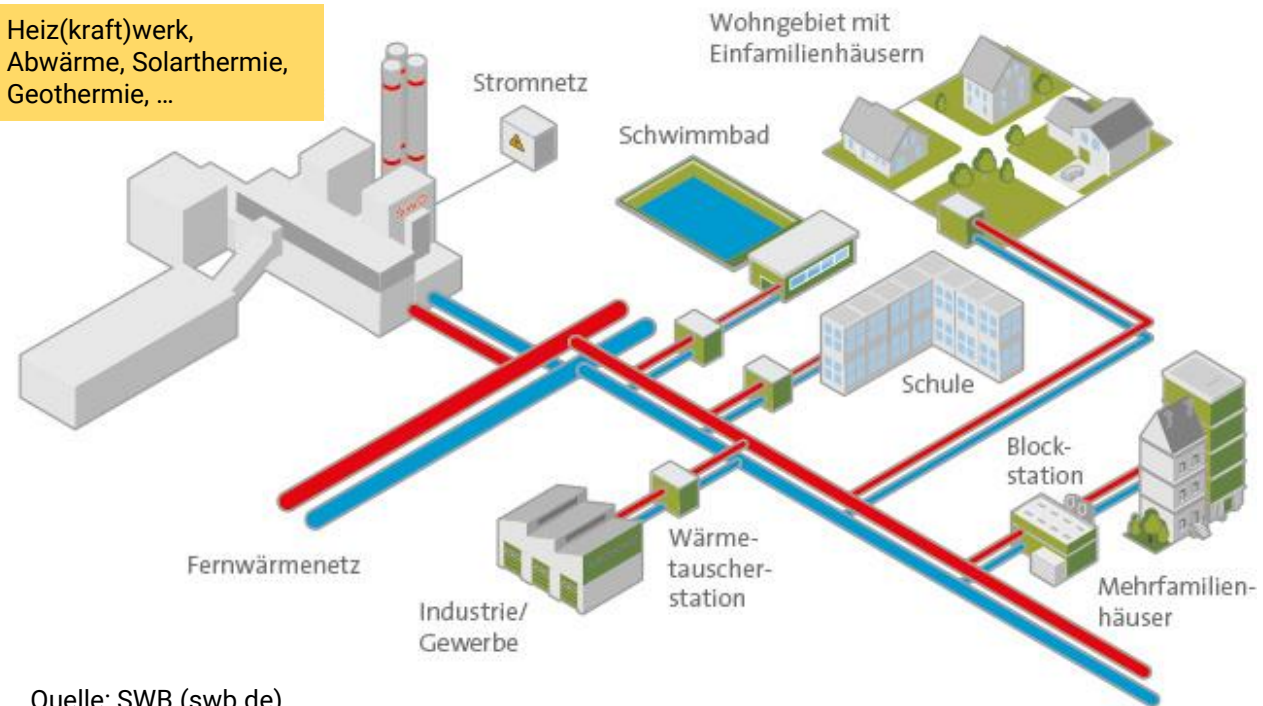 Heiz(kraft)werk,
Abwärme, Solarthermie,
Geothermie, ...
Stromnetz
Wohngebiet mit
Einfamilienhäusern
Schwimmbad
Schule
Block-
station
Fernwärmenetz
Industrie/
Gewerbe
Wärme-
tauscher-
station
Mehrfamilien-
häuser
Quelle: SWB (swb.de)